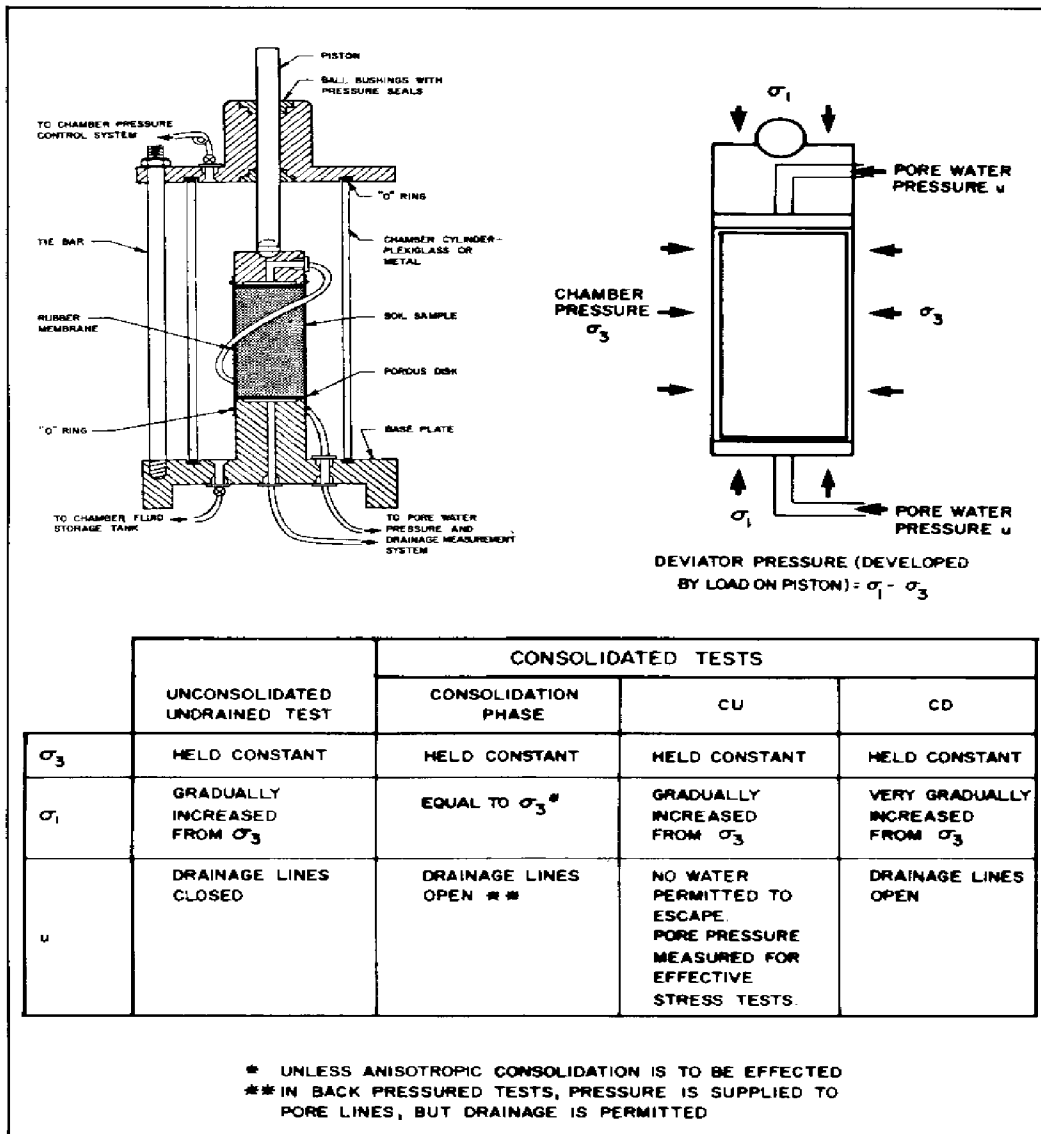 PISTON
BALL BUSHINGS WITH
PRESSURE SEALS
TO CHAMBER PRESSURE
CONTROL SYSTEM
"O" RING
TIE BAR
CHAMBER CYLINDER-
PLEXIGLASS OR
METAL
RUBBER
MEMBRANE
SOIL SAMPLE
POROUS DISK
"O" RING
BASE PLATE
TO CHAMBER FLUID
STORAGE TANK
TO PORE WATER
PRESSURE AND
DRAINAGE MEASUREMENT
SYSTEM
σ₁
PORE WATER
PRESSURE u
CHAMBER
PRESSURE
σ₃
σ₃
σ₁
PORE WATER
PRESSURE u
DEVIATOR PRESSURE (DEVELOPED
BY LOAD ON PISTON) = σ₁ - σ₃
CONSOLIDATED TESTS
UNCONSOLIDATED
UNDRAINED TEST
CONSOLIDATION
PHASE
CU
CD
σ₃
HELD CONSTANT
HELD CONSTANT
HELD CONSTANT
HELD CONSTANT
σ₁
GRADUALLY
INCREASED
FROM σ₃
EQUAL TO σ₃*
GRADUALLY
INCREASED
FROM σ₃
VERY GRADUALLY
INCREASED
FROM σ₃
u
DRAINAGE LINES
CLOSED
DRAINAGE LINES
OPEN **
NO WATER
PERMITTED TO
ESCAPE.
PORE PRESSURE
MEASURED FOR
EFFECTIVE
STRESS TESTS.
DRAINAGE LINES
OPEN
* UNLESS ANISOTROPIC CONSOLIDATION IS TO BE EFFECTED
** IN BACK PRESSURED TESTS, PRESSURE IS SUPPLIED TO
PORE LINES, BUT DRAINAGE IS PERMITTED